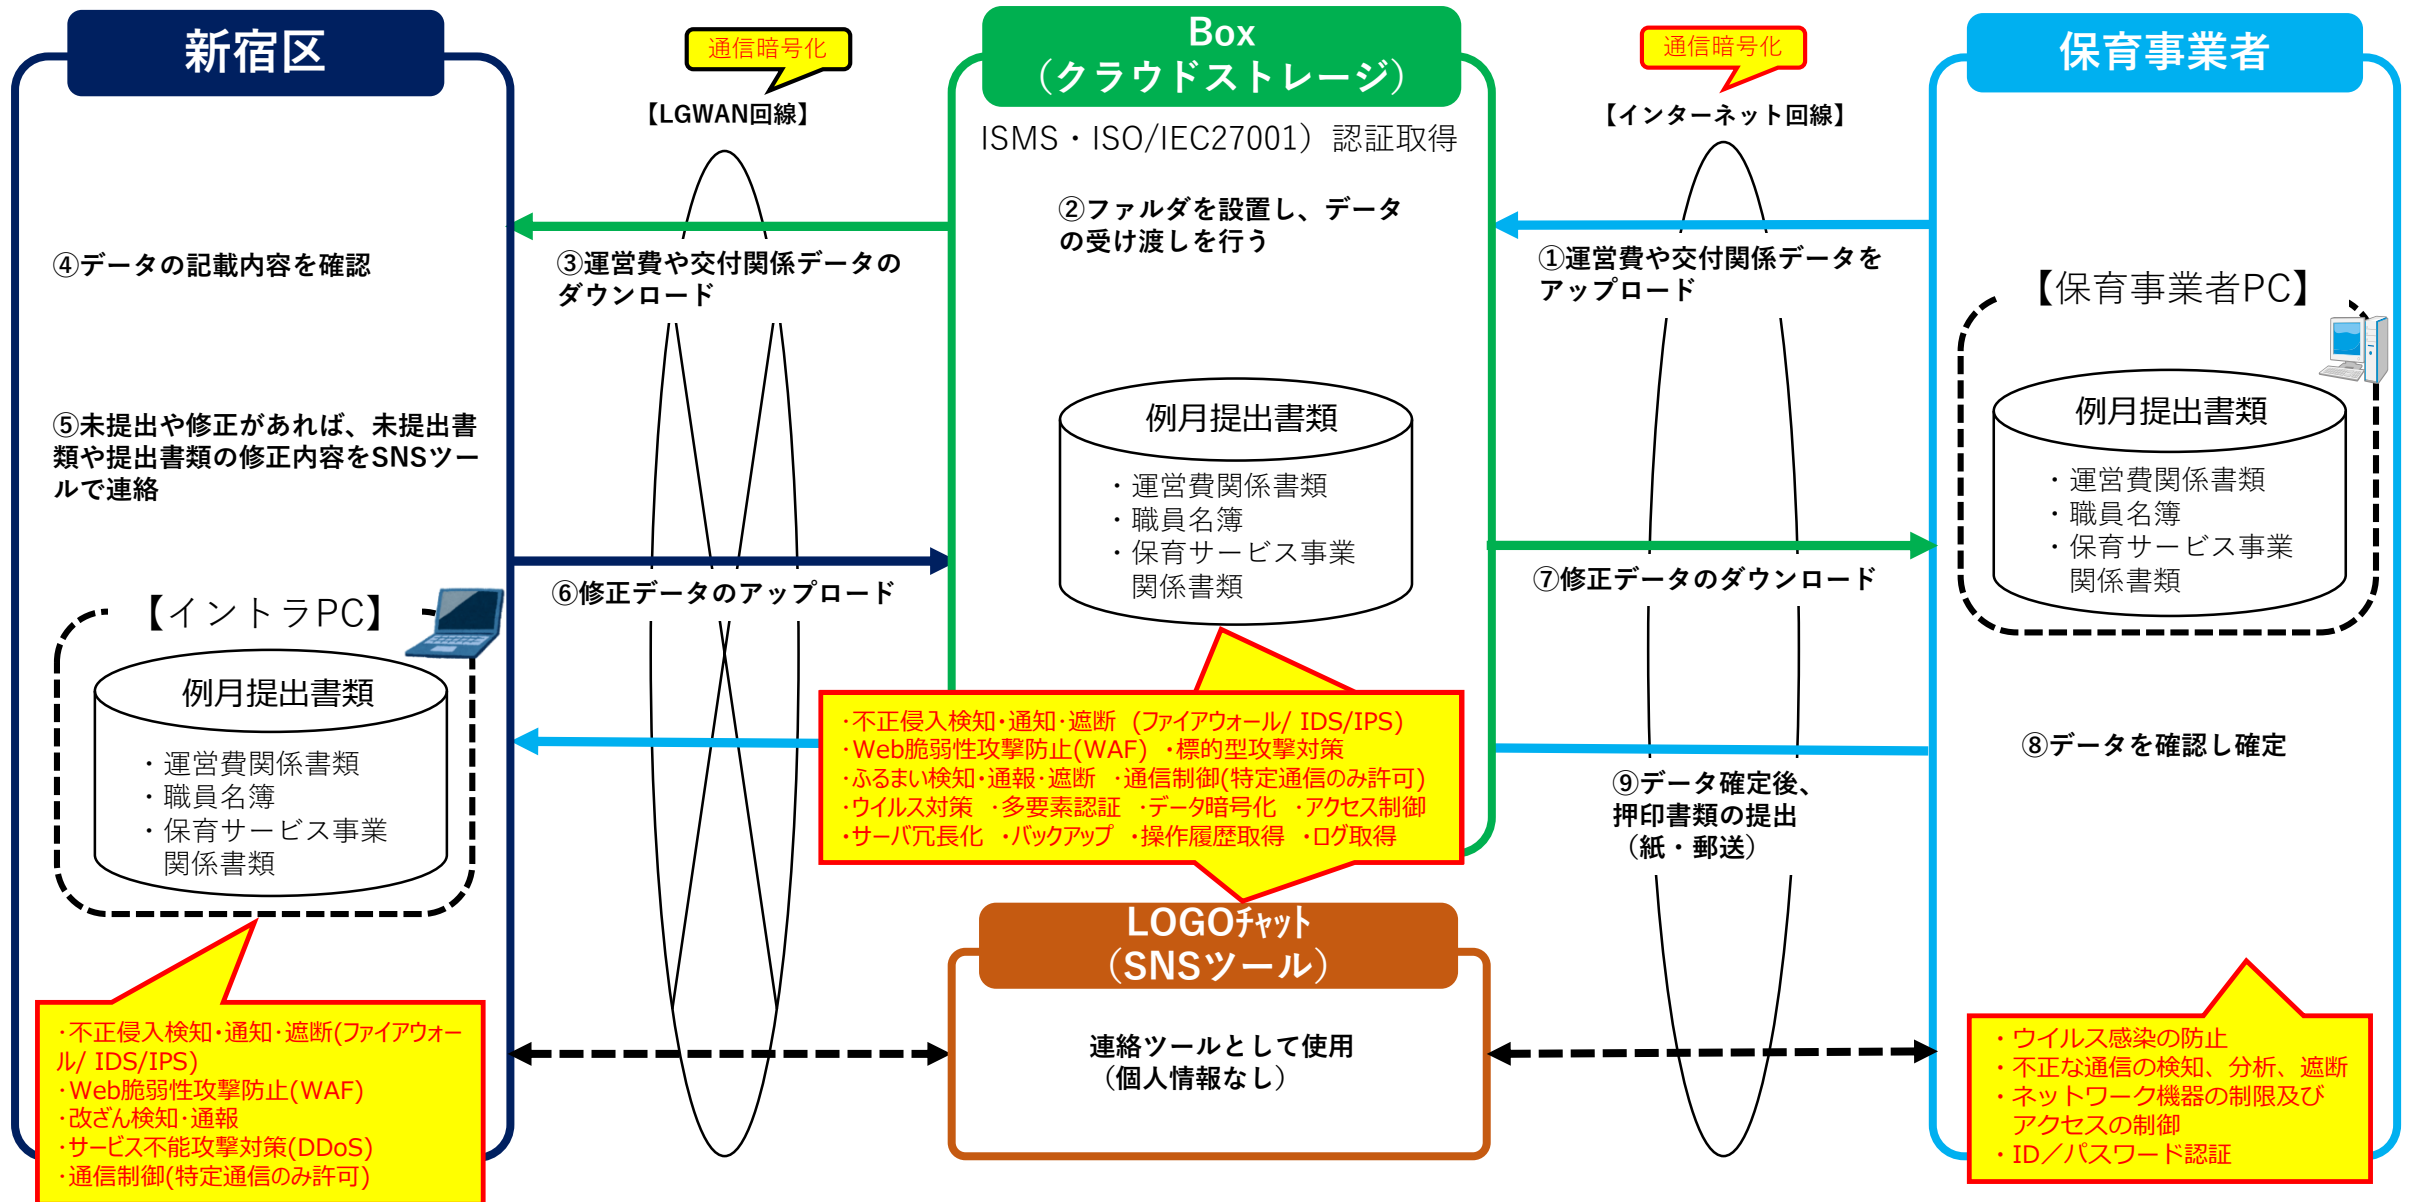 新宿区
④データの記載内容を確認
⑤未提出や修正があれば、未提出書
類や提出書類の修正内容をSNSツー
ルで連絡
【イントラPC】
例月提出書類
・運営費関係書類
・職員名簿
・保育サービス事業
関係書類
・不正侵入検知・通知・遮断(ファイアウォー
ル/ IDS/IPS)
・Web脆弱性攻撃防止(WAF)
・改ざん検知・通報
・サービス不能攻撃対策(DDoS)
・通信制御(特定通信のみ許可)
通信暗号化
【LGWAN回線】
③運営費や交付関係データの
ダウンロード
⑥修正データのアップロード
Box
（クラウドストレージ）
ISMS・ISO/IEC27001）認証取得
②ファルダを設置し、データ
の受け渡しを行う
例月提出書類
・運営費関係書類
・職員名簿
・保育サービス事業
関係書類
・不正侵入検知・通知・遮断 (ファイアウォール/ IDS/IPS)
・Web脆弱性攻撃防止(WAF) ・標的型攻撃対策
・ふるまい検知・通報・遮断 ・通信制御(特定通信のみ許可)
・ウイルス対策 ・多要素認証 ・データ暗号化 ・アクセス制御
・サーバ冗長化 ・バックアップ ・操作履歴取得 ・ログ取得
LOGOﾁｬｯﾄ
（SNSツール）
連絡ツールとして使用
（個人情報なし）
通信暗号化
【インターネット回線】
①運営費や交付関係データを
アップロード
⑦修正データのダウンロード
⑨データ確定後、
押印書類の提出
（紙・郵送）
保育事業者
【保育事業者PC】
例月提出書類
・運営費関係書類
・職員名簿
・保育サービス事業
関係書類
⑧データを確認し確定
・ウイルス感染の防止
・不正な通信の検知、分析、遮断
・ネットワーク機器の制限及び
アクセスの制御
・ID／パスワード認証